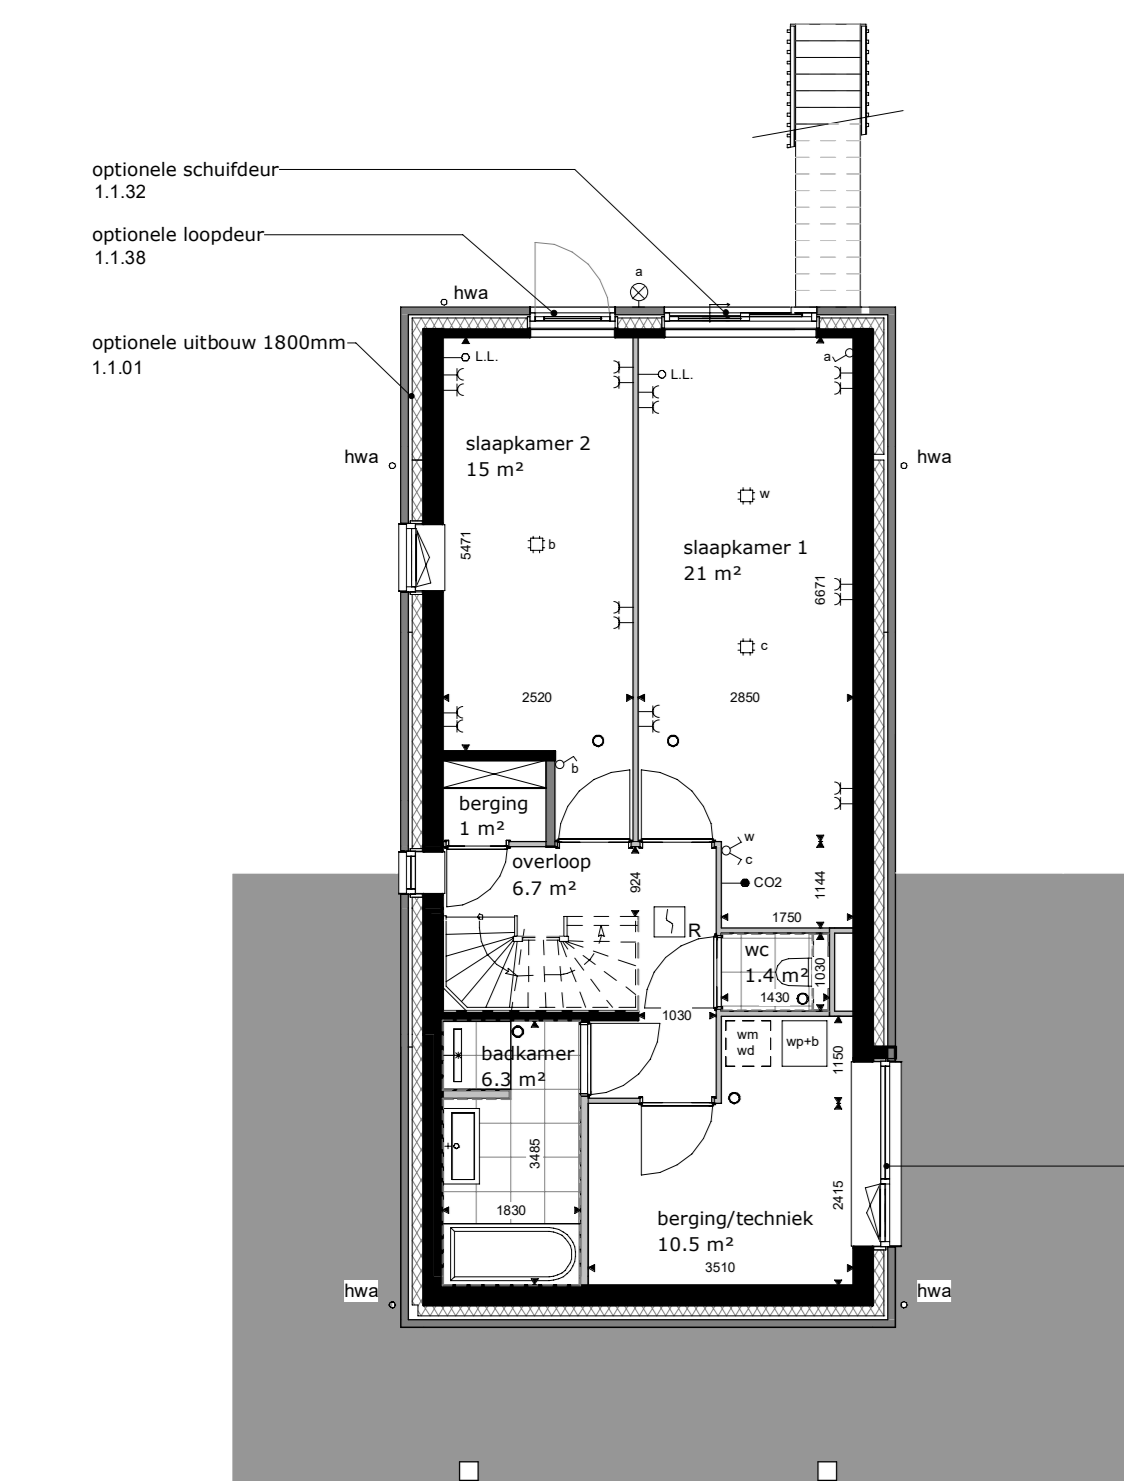 optionele schuifdeur
1.1.32
optionele loopdeur
1.1.38
a
hwa
optionele uitbouw 1800mm
1.1.01
L.L.
L.L.
a
slaapkamer 2
15 m²
hwa
hwa
w
b
5471
slaapkamer 1
21 m²
6671
c
2520
2850
b
berging
1 m²
w
c
overloop
6.7 m²
924
CO2
1144
1750
R
wc
1.4 m²
1030
1430
1030
wm
wd
wp+b
1150
badkamer
6.3 m²
3485
2415
1830
berging/techniek
10.5 m²
3510
hwa
hwa